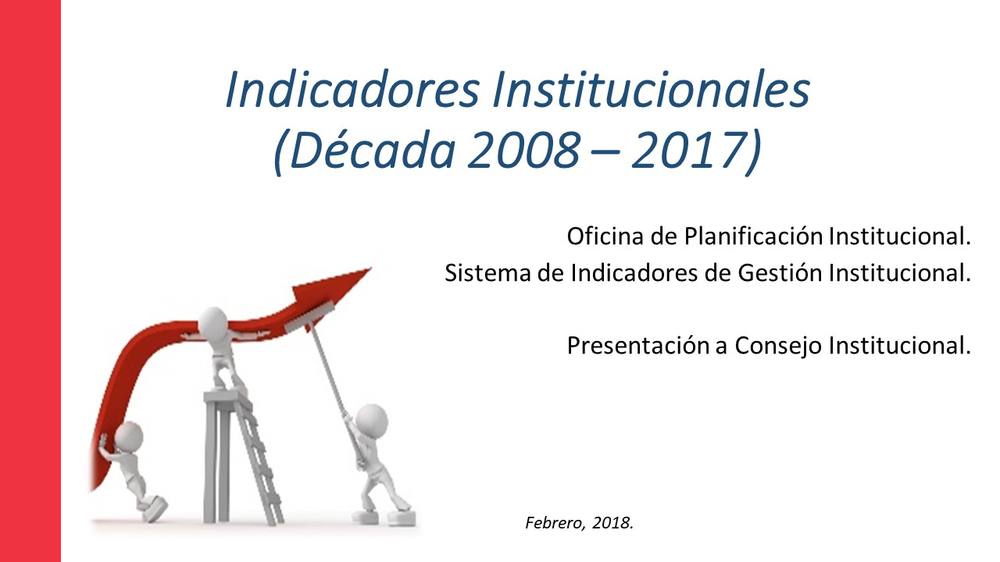 Indicadores Institucionales
(Década 2008 – 2017)
Oficina de Planificación Institucional.
Sistema de Indicadores de Gestión Institucional.
Presentación a Consejo Institucional.
Febrero, 2018.